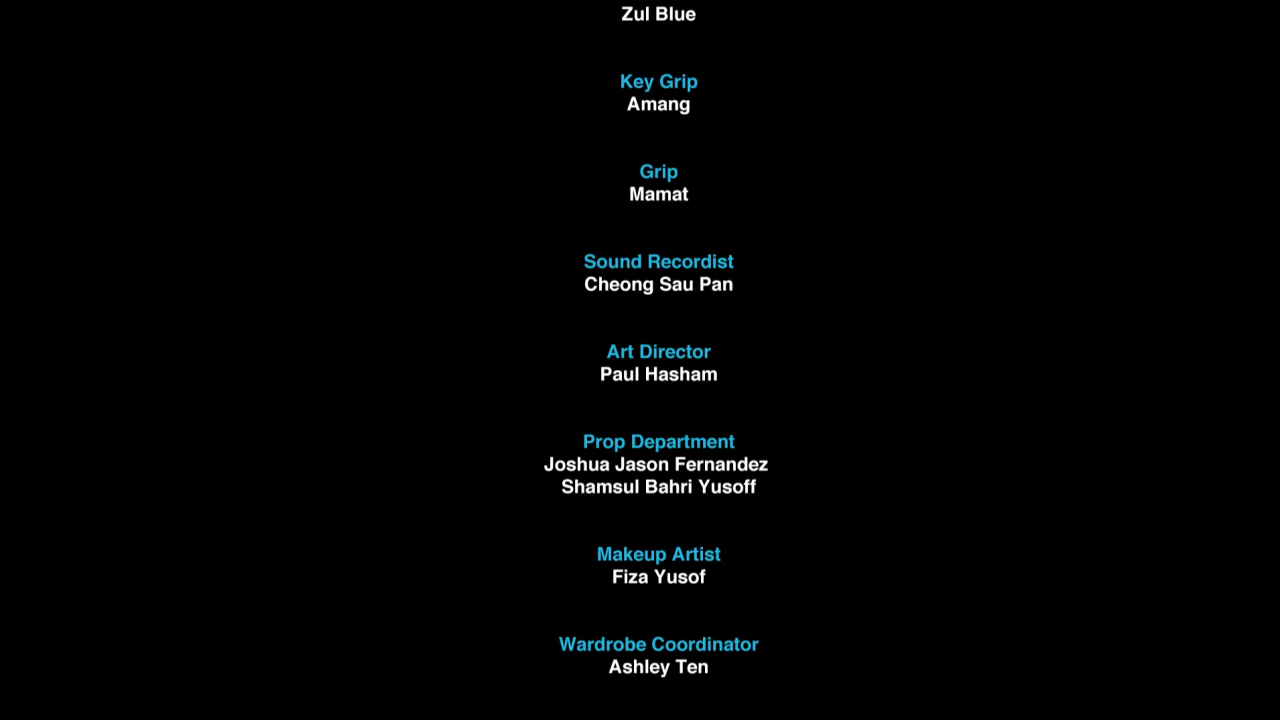 Zul Blue
Key Grip
Amang
Grip
Mamat
Sound Recordist
Cheong Sau Pan
Art Director
Paul Hasham
Prop Department
Joshua Jason Fernandez
Shamsul Bahri Yusoff
Makeup Artist
Fiza Yusof
Wardrobe Coordinator
Ashley Ten